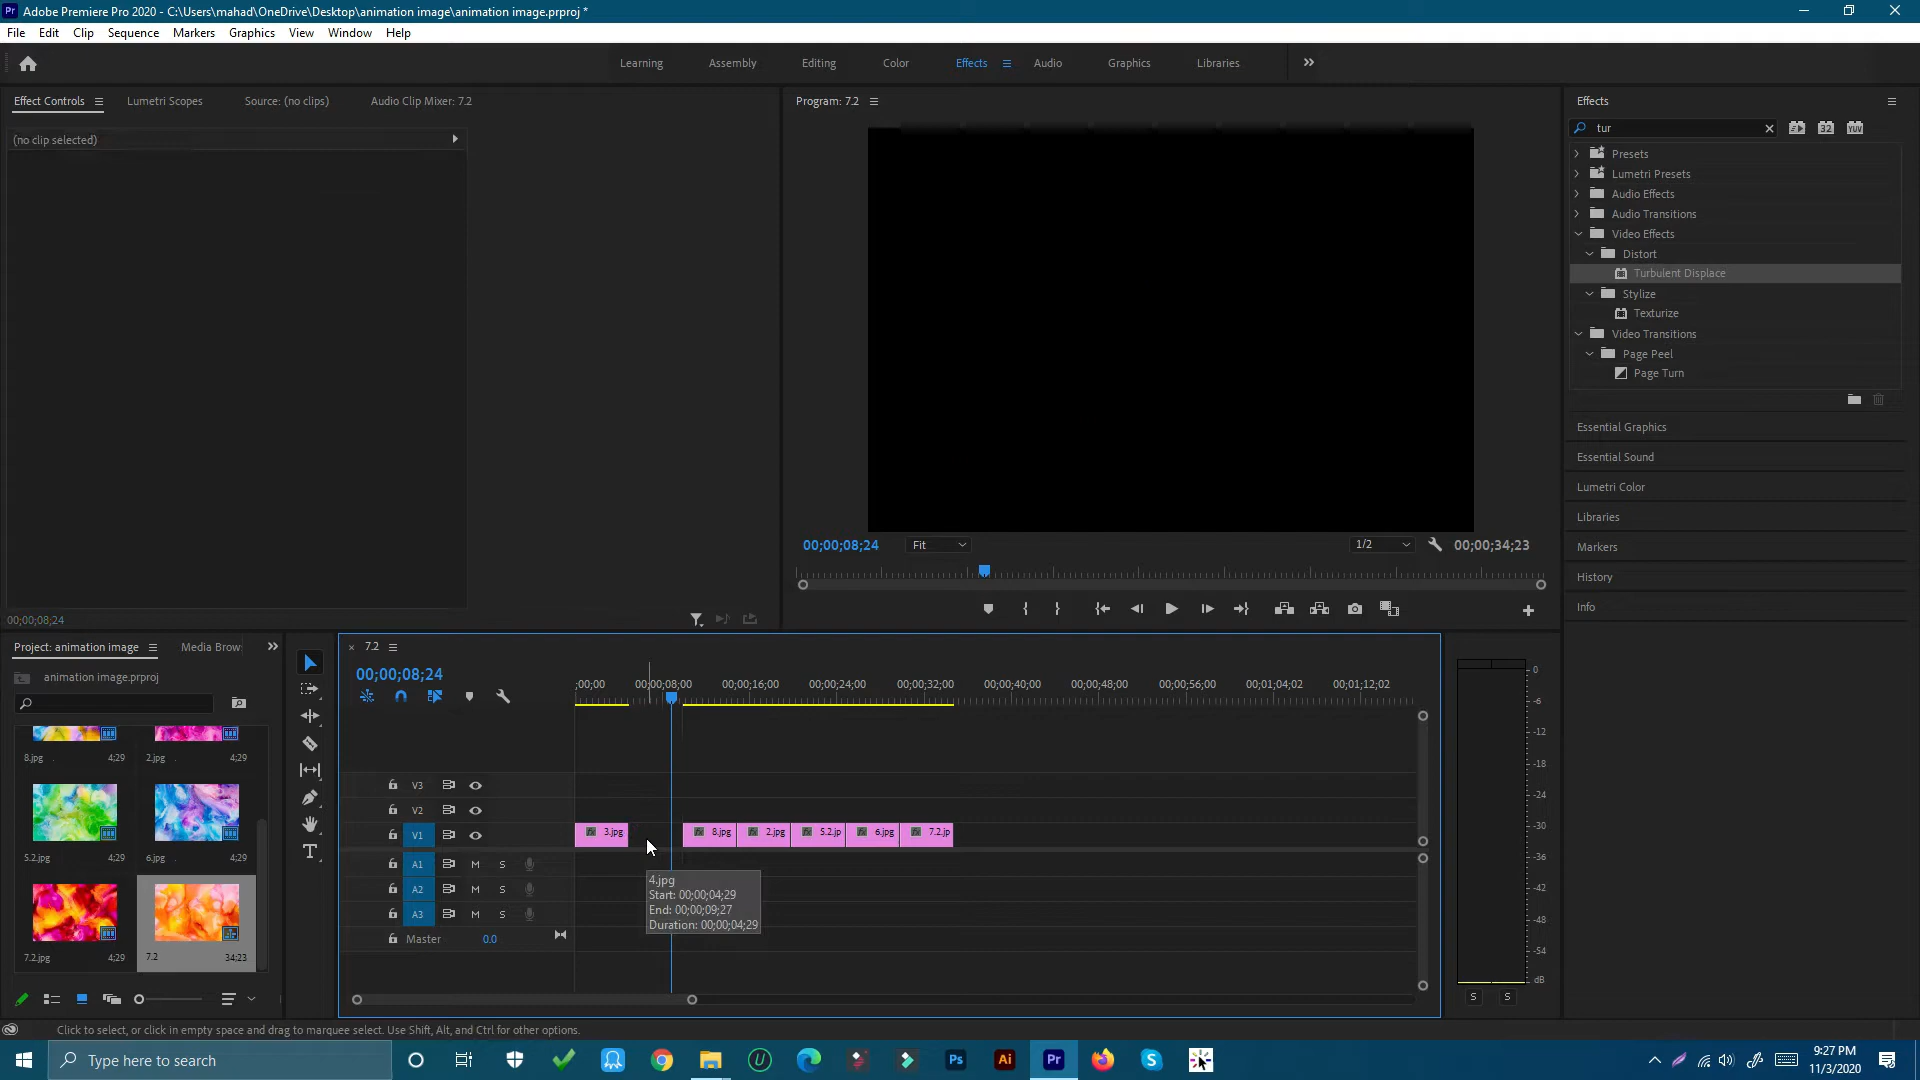 Adobe Premiere Pro 2020 - C:\Users\mahad\OneDrive\Desktop\animation image\animation image.prproj *
File Edit Clip Sequence Markers Graphics View Window Help
Learning Assembly Editing Color Effects Audio Graphics Libraries
Effect Controls Lumetri Scopes Source: (no clips) Audio Clip Mixer: 7.2
(no clip selected)
00;00;08;24
Program: 7.2
00;00;08;24 Fit 1/2 00;00;34;23
Effects
tur
Presets
Lumetri Presets
Audio Effects
Audio Transitions
Video Effects
Distort
Turbulent Displace
Stylize
Texturize
Video Transitions
Page Peel
Page Turn
Essential Graphics
Essential Sound
Lumetri Color
Libraries
Markers
History
Info
Project: animation image Media Brow
animation image.prproj
8.jpg 4;29 2.jpg 4;29
5.2.jpg 4;29 6.jpg 4;29
7.2.jpg 4;29 7.2 34;23
7.2
00;00;08;24
;00;00 00;00;08;00 00;00;16;00 00;00;24;00 00;00;32;00 00;00;40;00 00;00;48;00 00;00;56;00 00;01;04;02 00;01;12;02
V3
V2
V1 3.jpg 8.jpg 2.jpg 5.2.jp 6.jpg 7.2.jp
A1 M S
A2 M S
A3 M S
Master 0.0
4.jpg
Start: 00;00;04;29
End: 00;00;09;27
Duration: 00;00;04;29
0
-6
-12
-18
-24
-30
-36
-42
-48
-54
dB
S S
Click to select, or click in empty space and drag to marquee select. Use Shift, Alt, and Ctrl for other options.
Type here to search
Ps Ai Pr
9:27 PM
11/3/2020